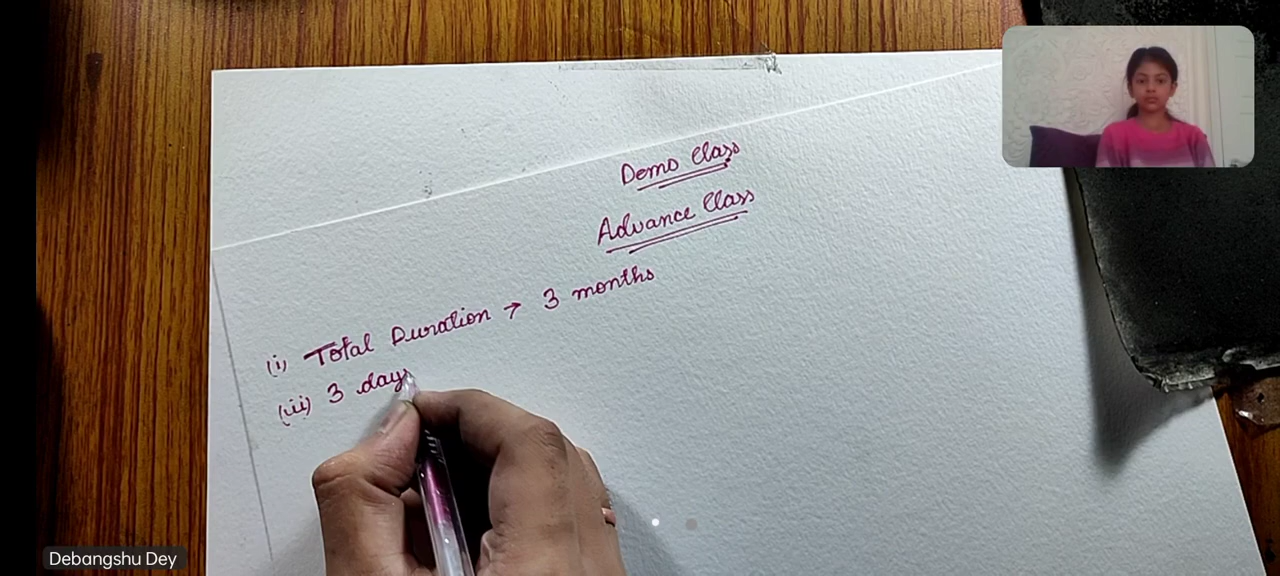 Demo Class
Advance Class
(i) Total Duration → 3 months
(ii) 3 days
Debangshu Dey